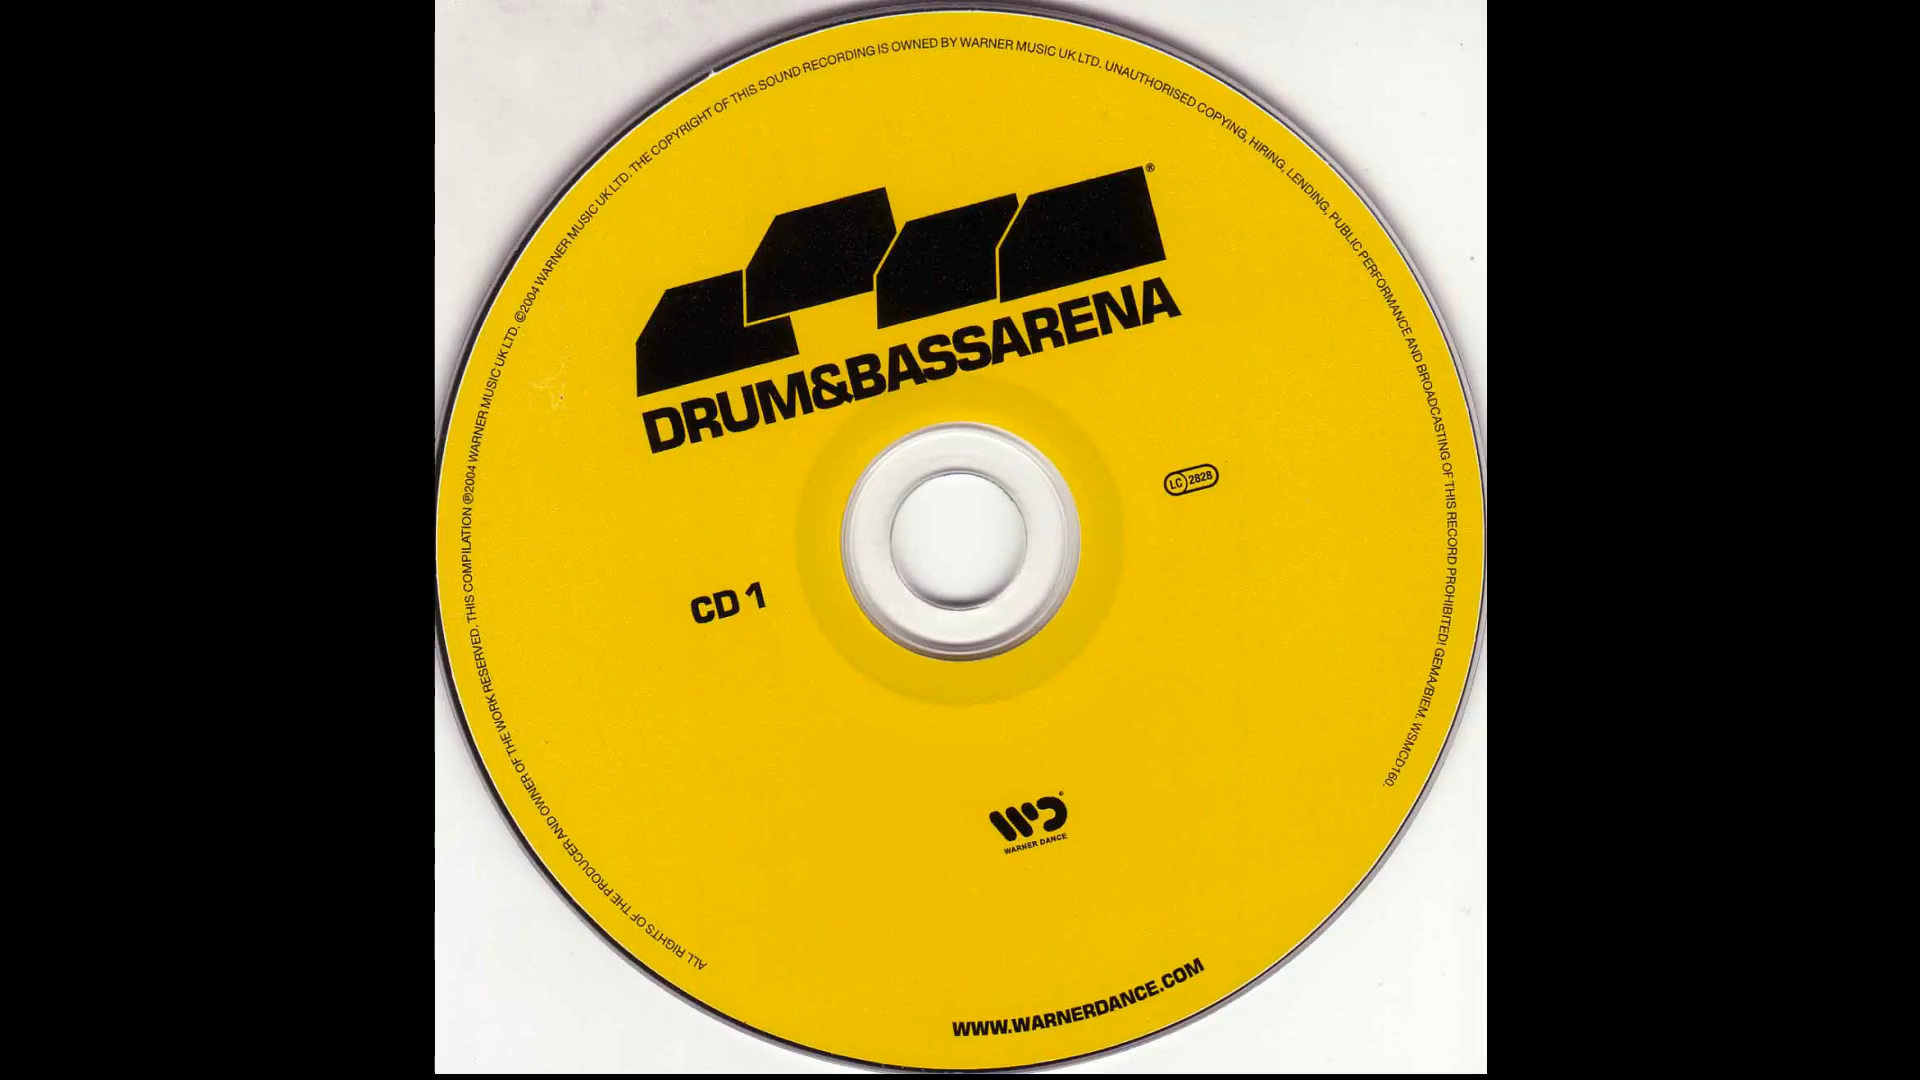 ALL RIGHTS OF THE PRODUCER AND OWNER OF THE WORK RESERVED. THIS COMPILATION ℗2004 WARNER MUSIC UK LTD. ©2004 WARNER MUSIC UK LTD. THE COPYRIGHT OF THIS SOUND RECORDING IS OWNED BY WARNER MUSIC UK LTD. UNAUTHORISED COPYING, HIRING, LENDING, PUBLIC PERFORMANCE AND BROADCASTING OF THIS RECORD PROHIBITED! GEMA/BIEM. WSMCD160.
®
DRUM&BASSARENA
LC 2828
CD 1
WD®
WARNER DANCE
WWW.WARNERDANCE.COM